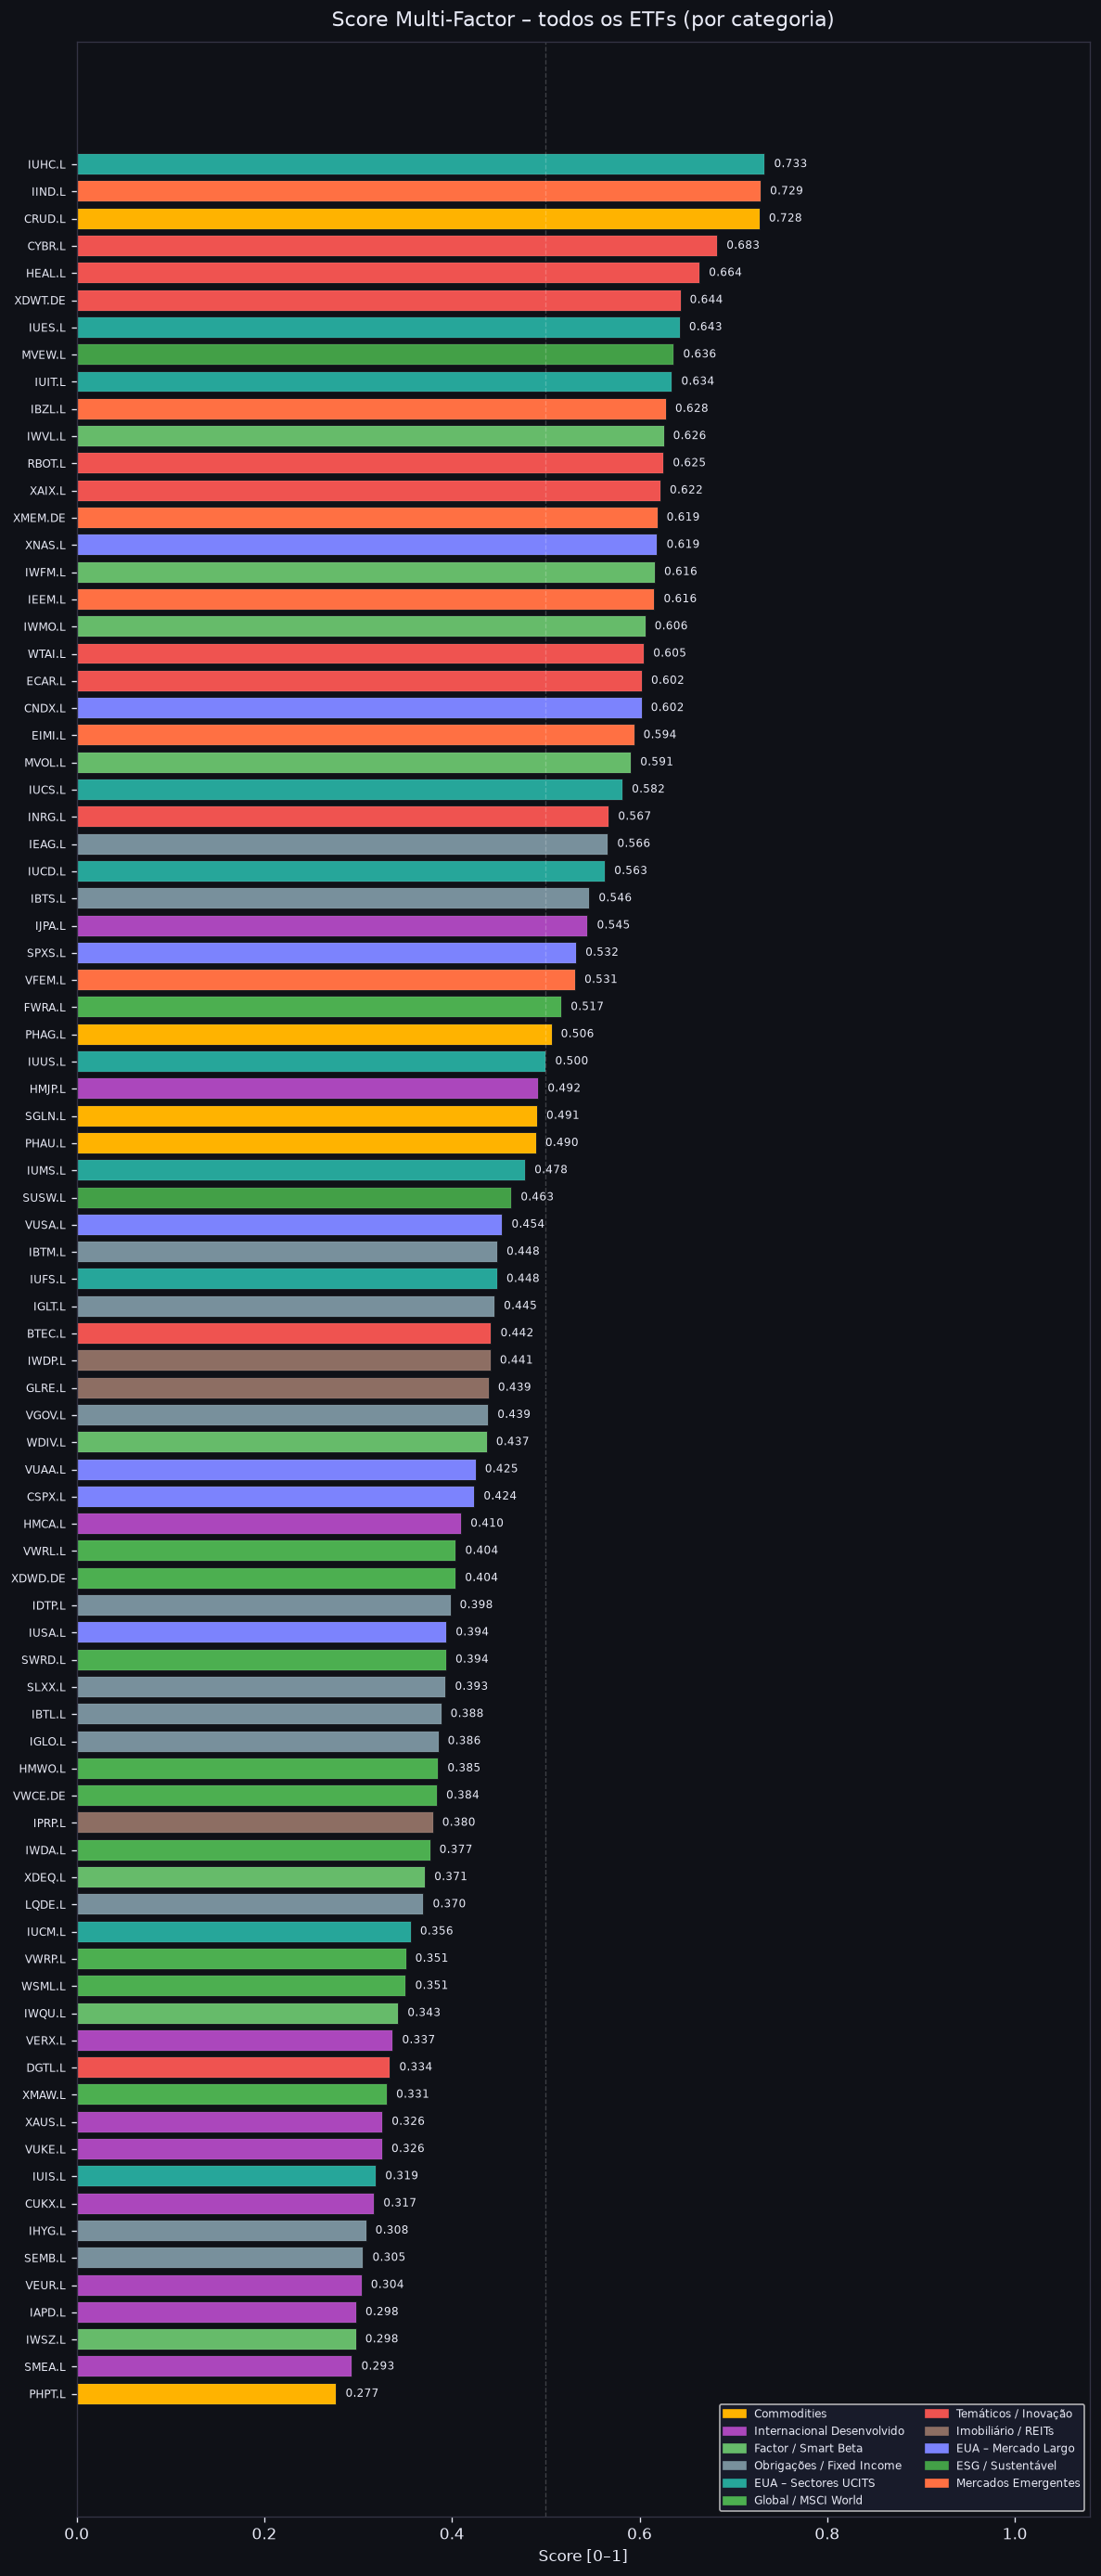 Score Multi-Factor – todos os ETFs (por categoria)
IUHC.L 0.733
IIND.L 0.729
CRUD.L 0.728
CYBR.L 0.683
HEAL.L 0.664
XDWT.DE 0.644
IUES.L 0.643
MVEW.L 0.636
IUIT.L 0.634
IBZL.L 0.628
IWVL.L 0.626
RBOT.L 0.625
XAIX.L 0.622
XMEM.DE 0.619
XNAS.L 0.619
IWFM.L 0.616
IEEM.L 0.616
IWMO.L 0.606
WTAI.L 0.605
ECAR.L 0.602
CNDX.L 0.602
EIMI.L 0.594
MVOL.L 0.591
IUCS.L 0.582
INRG.L 0.567
IEAG.L 0.566
IUCD.L 0.563
IBTS.L 0.546
IJPA.L 0.545
SPXS.L 0.532
VFEM.L 0.531
FWRA.L 0.517
PHAG.L 0.506
IUUS.L 0.500
HMJP.L 0.492
SGLN.L 0.491
PHAU.L 0.490
IUMS.L 0.478
SUSW.L 0.463
VUSA.L 0.454
IBTM.L 0.448
IUFS.L 0.448
IGLT.L 0.445
BTEC.L 0.442
IWDP.L 0.441
GLRE.L 0.439
VGOV.L 0.439
WDIV.L 0.437
VUAA.L 0.425
CSPX.L 0.424
HMCA.L 0.410
VWRL.L 0.404
XDWD.DE 0.404
IDTP.L 0.398
IUSA.L 0.394
SWRD.L 0.394
SLXX.L 0.393
IBTL.L 0.388
IGLO.L 0.386
HMWO.L 0.385
VWCE.DE 0.384
IPRP.L 0.380
IWDA.L 0.377
XDEQ.L 0.371
LQDE.L 0.370
IUCM.L 0.356
VWRP.L 0.351
WSML.L 0.351
IWQU.L 0.343
VERX.L 0.337
DGTL.L 0.334
XMAW.L 0.331
XAUS.L 0.326
VUKE.L 0.326
IUIS.L 0.319
CUKX.L 0.317
IHYG.L 0.308
SEMB.L 0.305
VEUR.L 0.304
IAPD.L 0.298
IWSZ.L 0.298
SMEA.L 0.293
PHPT.L 0.277
Commodities
Internacional Desenvolvido
Factor / Smart Beta
Obrigações / Fixed Income
EUA – Sectores UCITS
Global / MSCI World
Temáticos / Inovação
Imobiliário / REITs
EUA – Mercado Largo
ESG / Sustentável
Mercados Emergentes
0.0 0.2 0.4 0.6 0.8 1.0
Score [0–1]